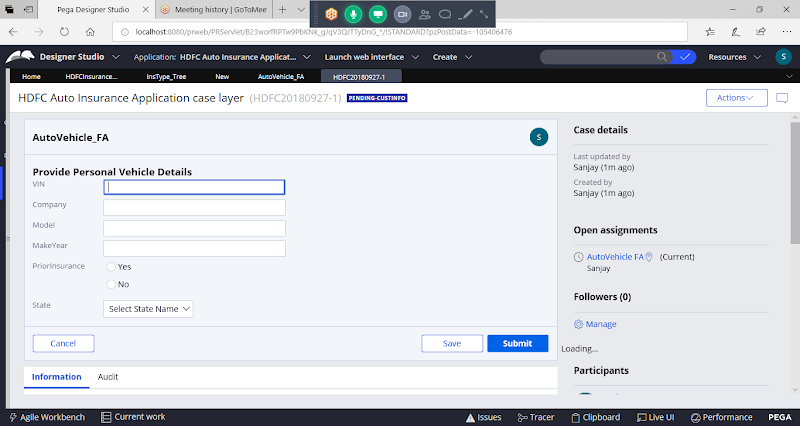 Pega Designer Studio
Meeting history | GoToMee
localhost:8080/prweb/PRServlet/
/!STANDARD?pzPostData=-105406476
Designer Studio
Application: HDFC Auto Insurance Applicat...
Launch web interface
Create
Resources
S
Home
HDFCInsurance...
InsType_Tree
New
AutoVehicle_FA
HDFC20180927-1
HDFC Auto Insurance Application case layer (HDFC20180927-1) PENDING-CUSTINFO
Actions
AutoVehicle_FA
S
Provide Personal Vehicle Details
VIN
Company
Model
MakeYear
PriorInsurance
Yes
No
State
Select State Name
Cancel
Save
Submit
Information
Audit
Case details
Last updated by
Sanjay (1m ago)
Created by
Sanjay (1m ago)
Open assignments
AutoVehicle FA (Current)
Sanjay
Followers (0)
Manage
Loading...
Participants
Agile Workbench
Current work
Issues
Tracer
Clipboard
Live UI
Performance
PEGA